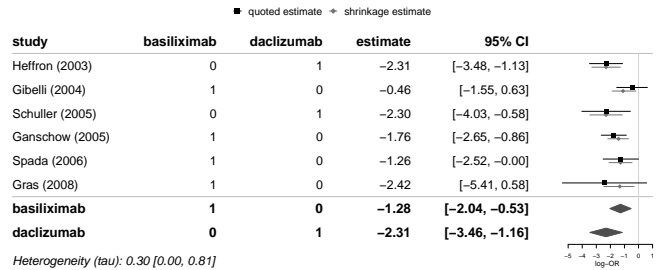 quoted estimate shrinkage estimate
study basiliximab daclizumab estimate 95% CI
Heffron (2003) 0 1 −2.31 [−3.48, −1.13]
Gibelli (2004) 1 0 −0.46 [−1.55, 0.63]
Schuller (2005) 0 1 −2.30 [−4.03, −0.58]
Ganschow (2005) 1 0 −1.76 [−2.65, −0.86]
Spada (2006) 1 0 −1.26 [−2.52, −0.00]
Gras (2008) 1 0 −2.42 [−5.41, 0.58]
basiliximab 1 0 −1.28 [−2.04, −0.53]
daclizumab 0 1 −2.31 [−3.46, −1.16]
−5 −4 −3 −2 −1 0 1
log−OR
Heterogeneity (tau): 0.30 [0.00, 0.81]